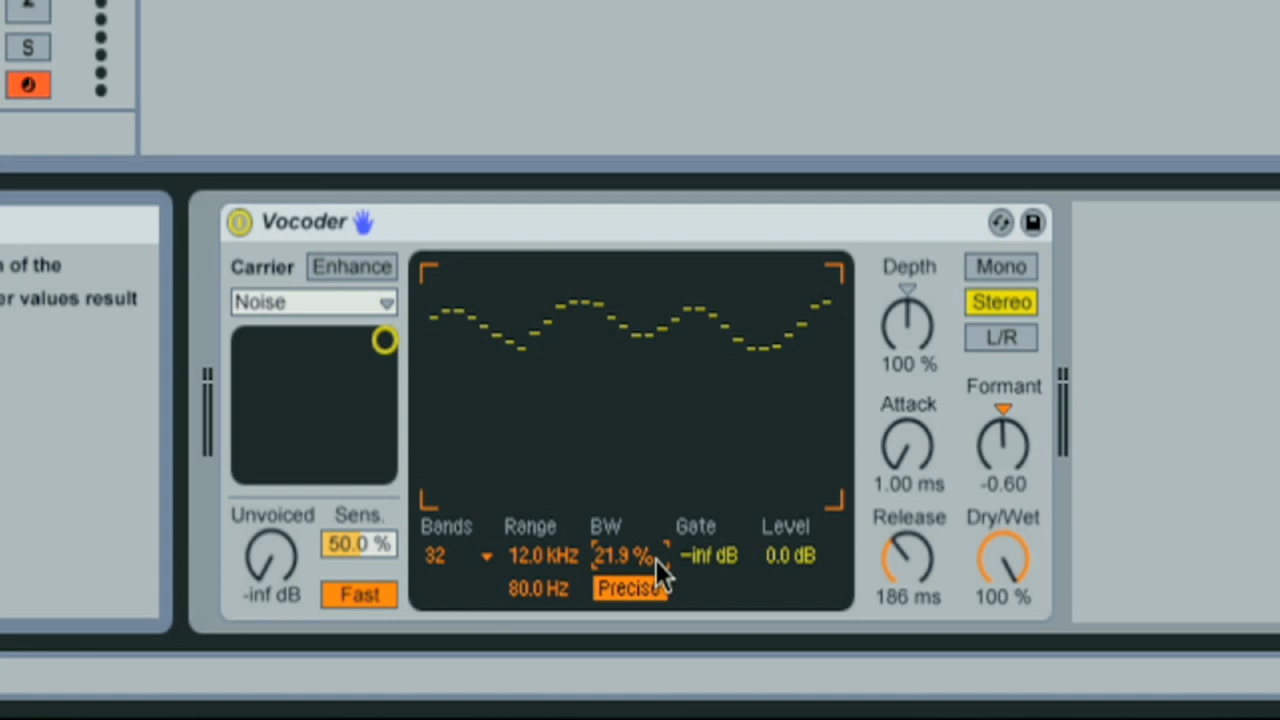 S
n of the
er values result
Vocoder
Carrier Enhance
Noise
Unvoiced Sens.
50.0 %
-inf dB Fast
Bands Range BW Gate Level
32 12.0 kHz 21.9 % -inf dB 0.0 dB
80.0 Hz Precise
Depth Mono
Stereo
L/R
100 %
Attack Formant
1.00 ms -0.60
Release Dry/Wet
186 ms 100 %